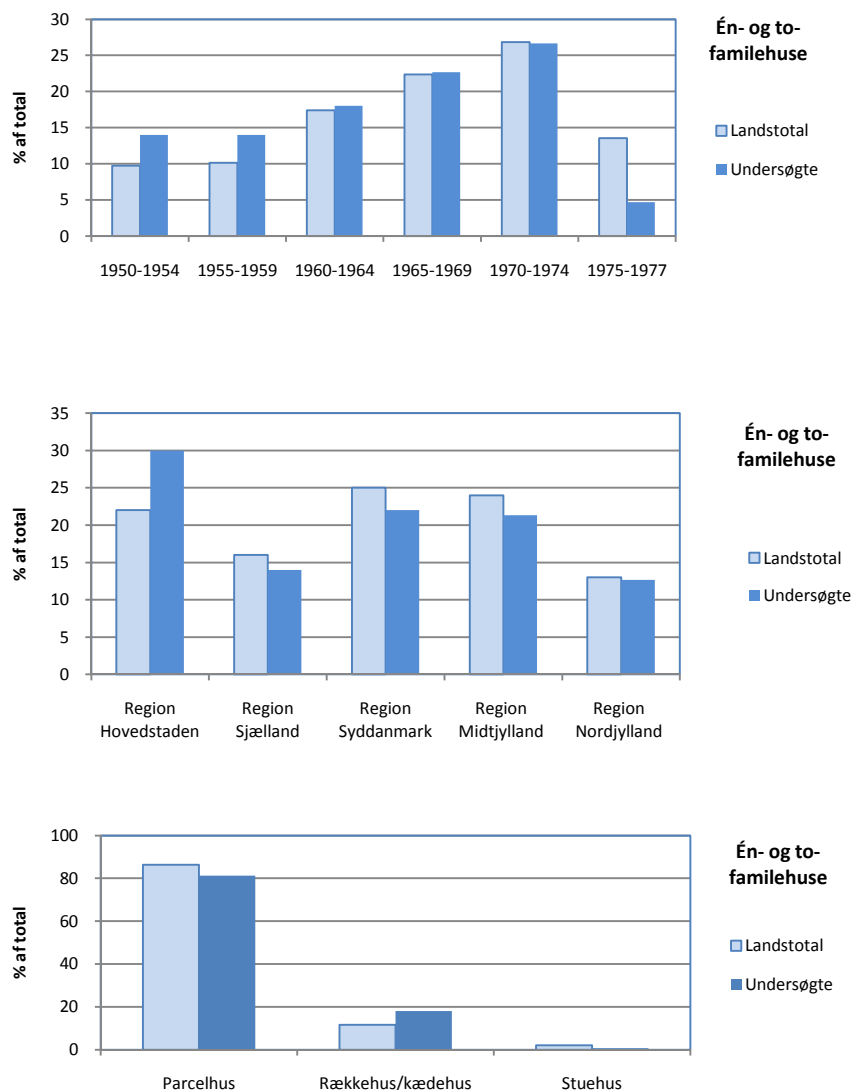 Én- og to-
familehuse
30
25
20
15
10
5
0
% af total
Landstotal
Undersøgte
1950-1954 1955-1959 1960-1964 1965-1969 1970-1974 1975-1977
Én- og to-
familehuse
35
30
25
20
15
10
5
0
% af total
Landstotal
Undersøgte
Region Region Region Region Region
Hovedstaden Sjælland Syddanmark Midtjylland Nordjylland
Én- og to-
familehuse
100
80
60
40
20
0
% af total
Landstotal
Undersøgte
Parcelhus Rækkehus/kædehus Stuehus